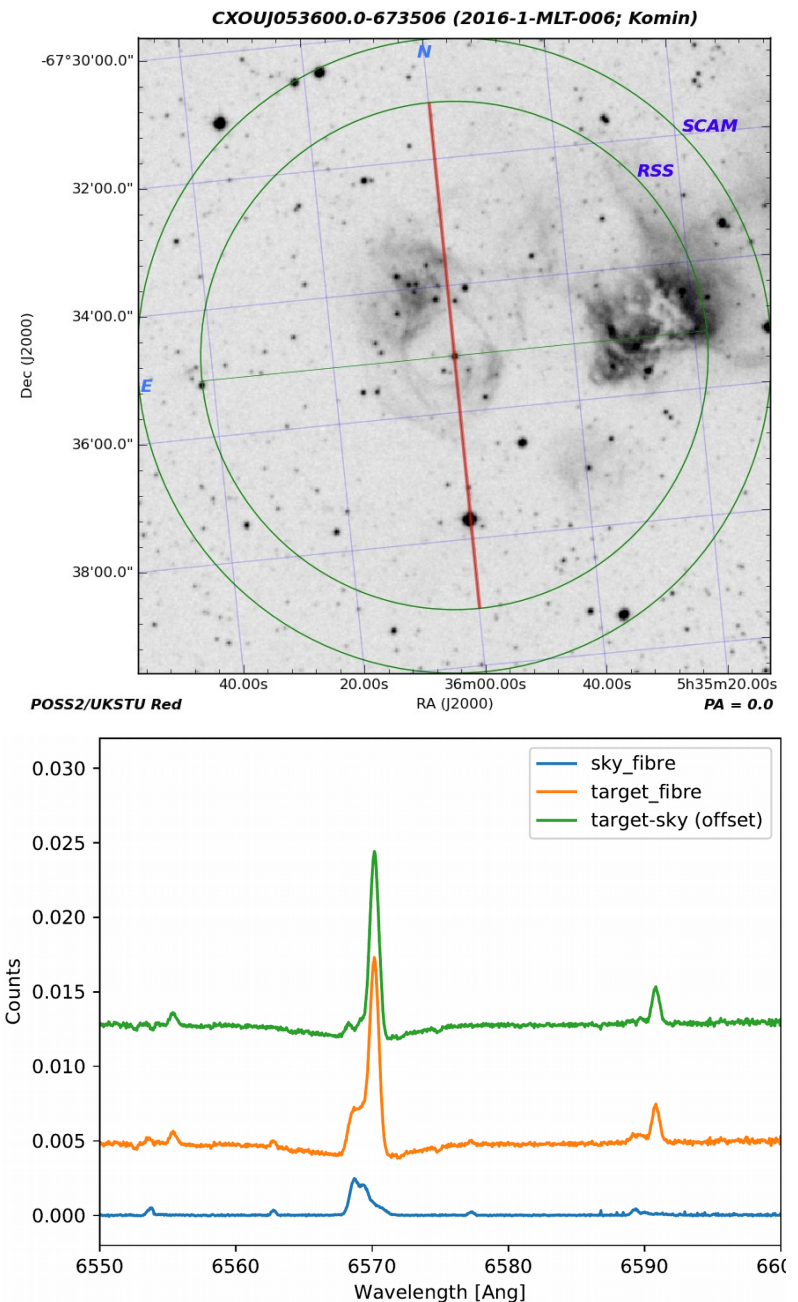 CXOUJ053600.0-673506 (2016-1-MLT-006; Komin)
-67°30'00.0"
N
SCAM
RSS
32'00.0"
34'00.0"
Dec (J2000)
E
36'00.0"
38'00.0"
40.00s 20.00s 36m00.00s 40.00s 5h35m20.00s
POSS2/UKSTU Red RA (J2000) PA = 0.0
0.030
sky_fibre
target_fibre
target-sky (offset)
0.025
0.020
0.015
Counts
0.010
0.005
0.000
6550 6560 6570 6580 6590 660
Wavelength [Ang]